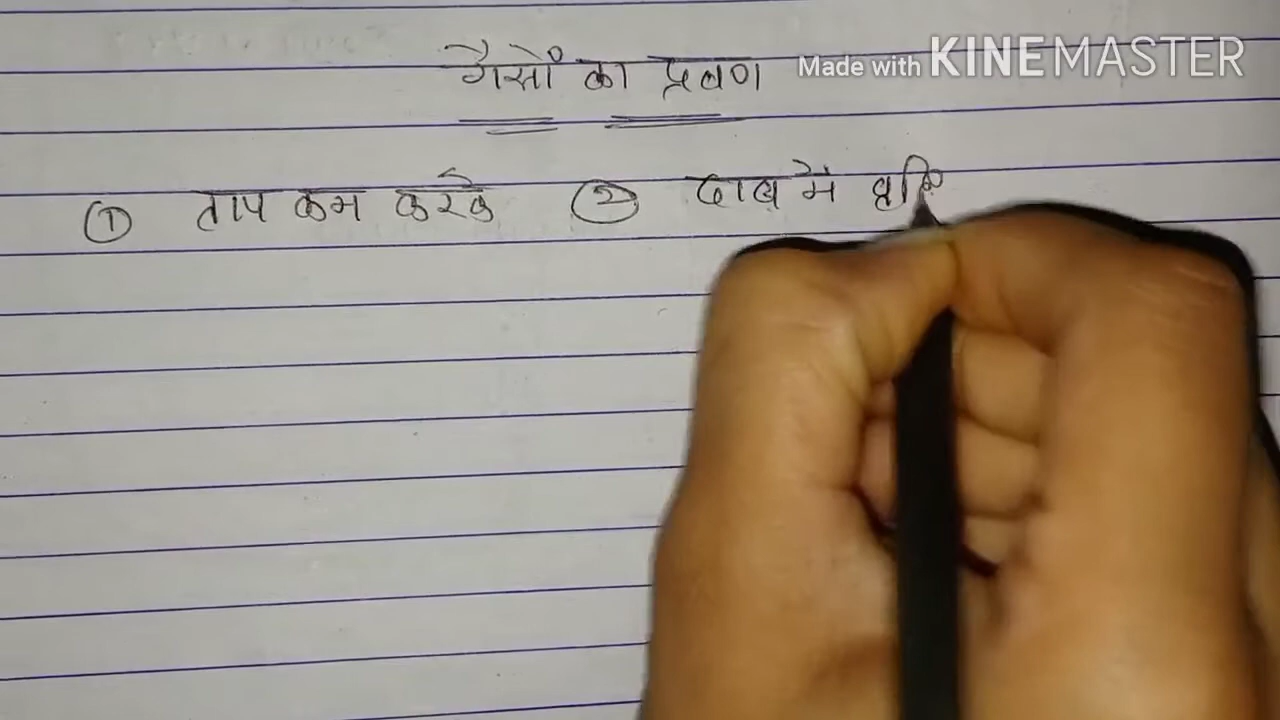 गैसों का द्रवण
Made with KINEMASTER
① ताप कम करके ② दाब में